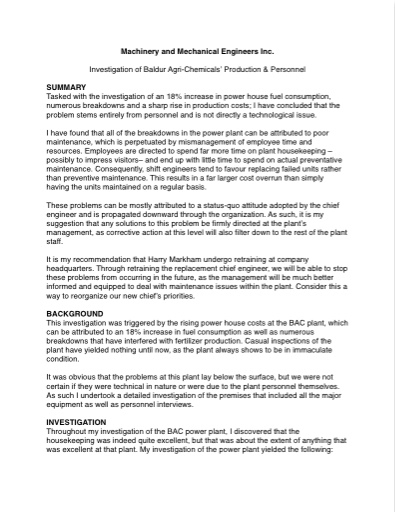 Machinery and Mechanical Engineers Inc.
Investigation of Baldur Agri-Chemicals' Production & Personnel
SUMMARY
Tasked with the investigation of an 18% increase in power house fuel consumption,
numerous breakdowns and a sharp rise in production costs; I have concluded that the
problem stems entirely from personnel and is not directly a technological issue.
I have found that all of the breakdowns in the power plant can be attributed to poor
maintenance, which is perpetuated by mismanagement of employee time and
resources. Employees are directed to spend far more time on plant housekeeping –
possibly to impress visitors– and end up with little time to spend on actual preventative
maintenance. Consequently, shift engineers tend to favour replacing failed units rather
than preventive maintenance. This results in a far larger cost overrun than simply
having the units maintained on a regular basis.
These problems can be mostly attributed to a status-quo attitude adopted by the chief
engineer and is propagated downward through the organization. As such, it is my
suggestion that any solutions to this problem be firmly directed at the plant's
management, as corrective action at this level will also filter down to the rest of the plant
staff.
It is my recommendation that Harry Markham undergo retraining at company
headquarters. Through retraining the replacement chief engineer, we will be able to stop
these problems from occurring in the future, as the management will be much better
informed and equipped to deal with maintenance issues within the plant. Consider this a
way to reorganize our new chief's priorities.
BACKGROUND
This investigation was triggered by the rising power house costs at the BAC plant, which
can be attributed to an 18% increase in fuel consumption as well as numerous
breakdowns that have interfered with fertilizer production. Casual inspections of the
plant have yielded nothing until now, as the plant always shows to be in immaculate
condition.
It was obvious that the problems at this plant lay below the surface, but we were not
certain if they were technical in nature or were due to the plant personnel themselves.
As such I undertook a detailed investigation of the premises that included all the major
equipment as well as personnel interviews.
INVESTIGATION
Throughout my investigation of the BAC power plant, I discovered that the
housekeeping was indeed quite excellent, but that was about the extent of anything that
was excellent at that plant. My investigation of the power plant yielded the following: